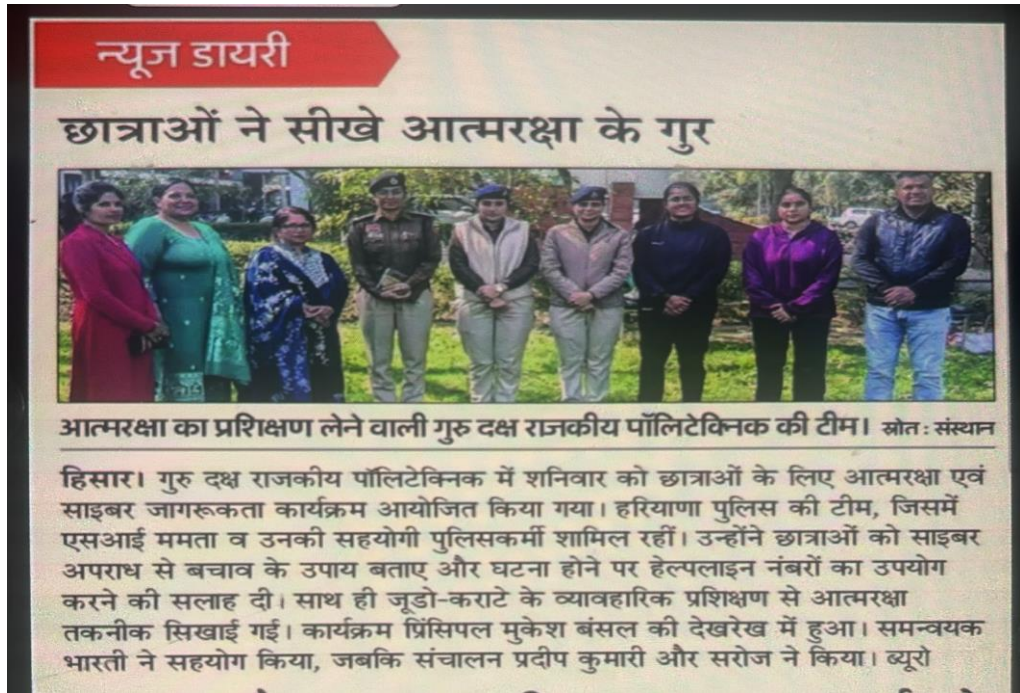 न्यूज डायरी
छात्राओं ने सीखे आत्मरक्षा के गुर
आत्मरक्षा का प्रशिक्षण लेने वाली गुरु दक्ष राजकीय पॉलिटेक्निक की टीम। स्रोत : संस्थान
हिसार। गुरु दक्ष राजकीय पॉलिटेक्निक में शनिवार को छात्राओं के लिए आत्मरक्षा एवं
साइबर जागरूकता कार्यक्रम आयोजित किया गया। हरियाणा पुलिस की टीम, जिसमें
एसआई ममता व उनकी सहयोगी पुलिसकर्मी शामिल रहीं। उन्होंने छात्राओं को साइबर
अपराध से बचाव के उपाय बताए और घटना होने पर हेल्पलाइन नंबरों का उपयोग
करने की सलाह दी। साथ ही जूडो-कराटे के व्यावहारिक प्रशिक्षण से आत्मरक्षा
तकनीक सिखाई गई। कार्यक्रम प्रिंसिपल मुकेश बंसल की देखरेख में हुआ। समन्वयक
भारती ने सहयोग किया, जबकि संचालन प्रदीप कुमारी और सरोज ने किया। ब्यूरो